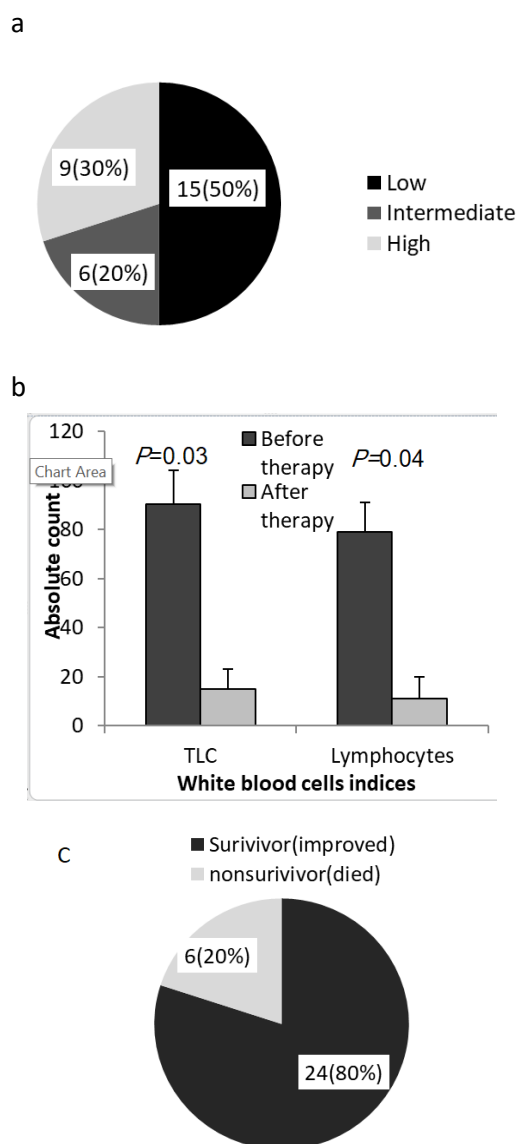 a
9(30%)
15(50%)
6(20%)
Low
Intermediate
High
b
120
80
60
40
20
0
Absolute count
Chart Area
P=0.03
P=0.04
Before
therapy
After
therapy
TLC
Lymphocytes
White blood cells indices
C
Surivivor(improved)
nonsurivivor(died)
6(20%)
24(80%)